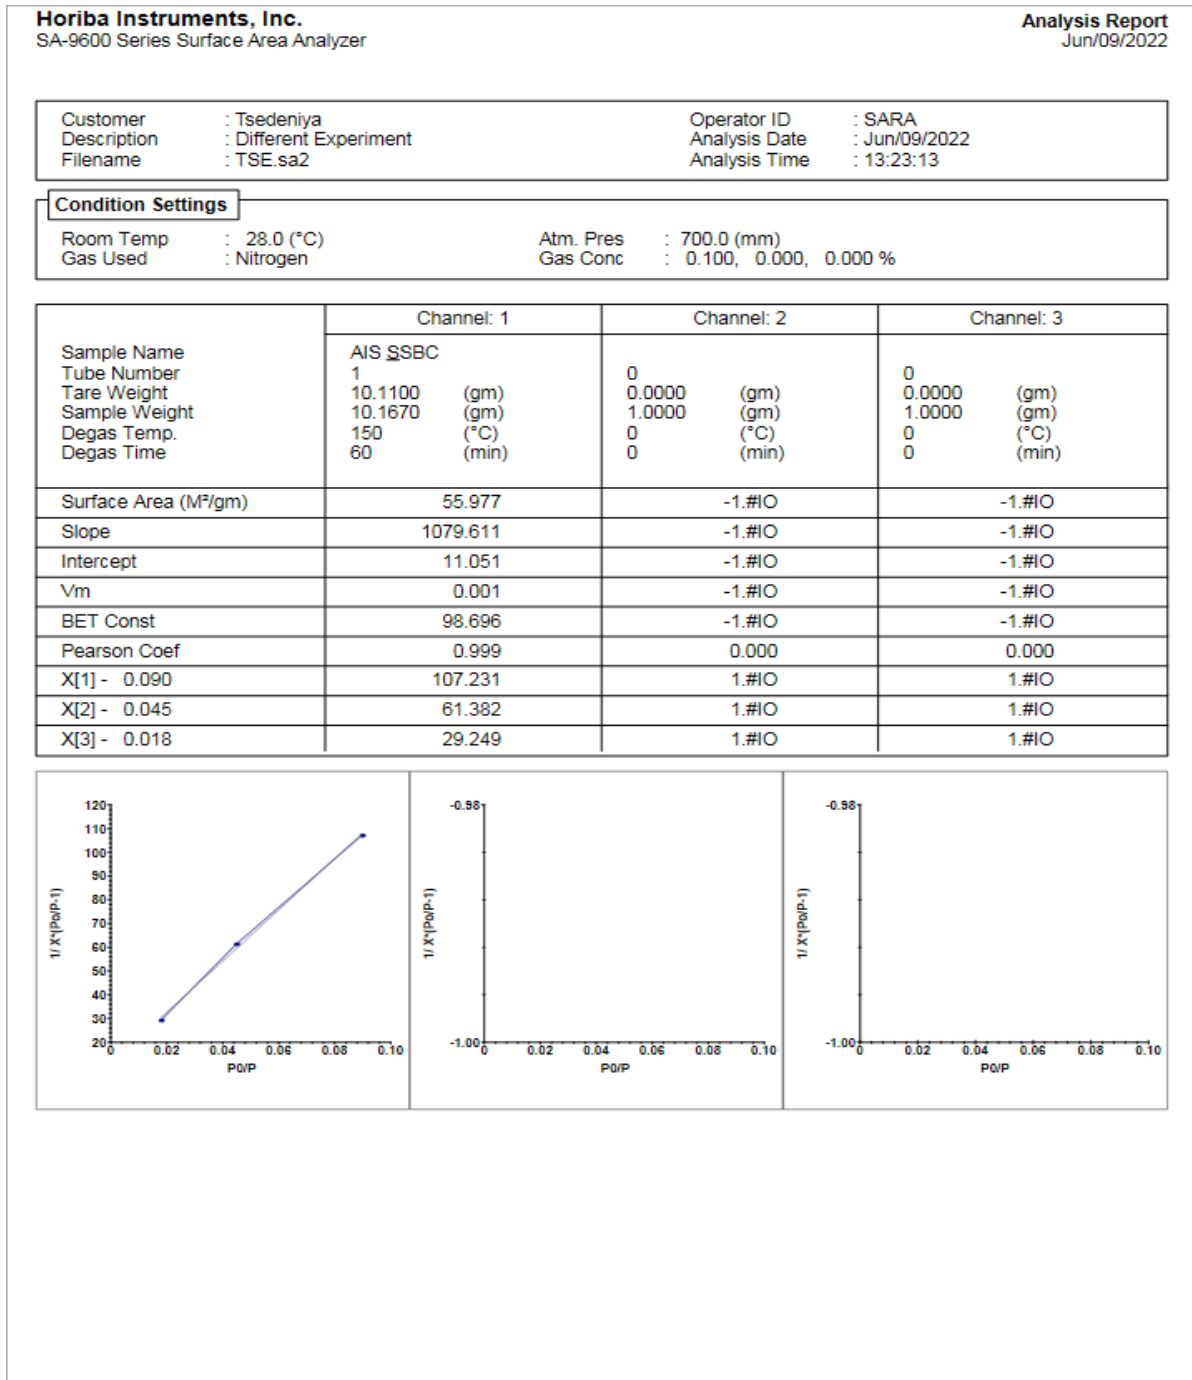 Horiba Instruments, Inc.
Analysis Report
SA-9600 Series Surface Area Analyzer
Jun/09/2022
Customer : Tsedeniya Operator ID : SARA
Description : Different Experiment Analysis Date : Jun/09/2022
Filename : TSE.sa2 Analysis Time : 13:23:13
Condition Settings
Room Temp : 28.0 (°C) Atm. Pres : 700.0 (mm)
Gas Used : Nitrogen Gas Conc : 0.100, 0.000, 0.000 %
Channel: 1 Channel: 2 Channel: 3
Sample Name AIS SSBC
Tube Number 1 0 0
Tare Weight 10.1100 (gm) 0.0000 (gm) 0.0000 (gm)
Sample Weight 10.1670 (gm) 1.0000 (gm) 1.0000 (gm)
Degas Temp. 150 (°C) 0 (°C) 0 (°C)
Degas Time 60 (min) 0 (min) 0 (min)
Surface Area (M²/gm) 55.977 -1.#IO -1.#IO
Slope 1079.611 -1.#IO -1.#IO
Intercept 11.051 -1.#IO -1.#IO
Vm 0.001 -1.#IO -1.#IO
BET Const 98.696 -1.#IO -1.#IO
Pearson Coef 0.999 0.000 0.000
X[1] - 0.090 107.231 1.#IO 1.#IO
X[2] - 0.045 61.382 1.#IO 1.#IO
X[3] - 0.018 29.249 1.#IO 1.#IO
1/ X*(Po/P-1)
120
110
100
90
80
70
60
50
40
30
20
0 0.02 0.04 0.06 0.08 0.10
P0/P
1/ X*(Po/P-1)
-0.98
-1.00
0 0.02 0.04 0.06 0.08 0.10
P0/P
1/ X*(Po/P-1)
-0.98
-1.00
0 0.02 0.04 0.06 0.08 0.10
P0/P